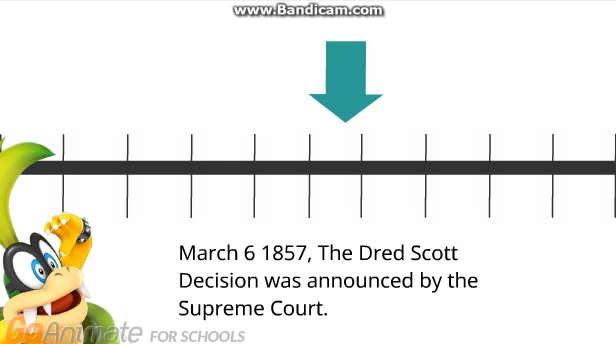 www.Bandicam.com
March 6 1857, The Dred Scott
Decision was announced by the
Supreme Court.
GoAnimate FOR SCHOOLS